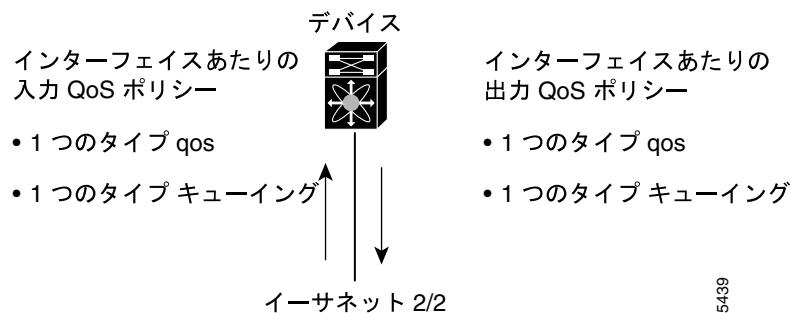 デバイス
インターフェイスあたりの
入力 QoS ポリシー
• 1 つのタイプ qos
• 1 つのタイプ キューイング
インターフェイスあたりの
出力 QoS ポリシー
• 1 つのタイプ qos
• 1 つのタイプ キューイング
イーサネット 2/2
5439